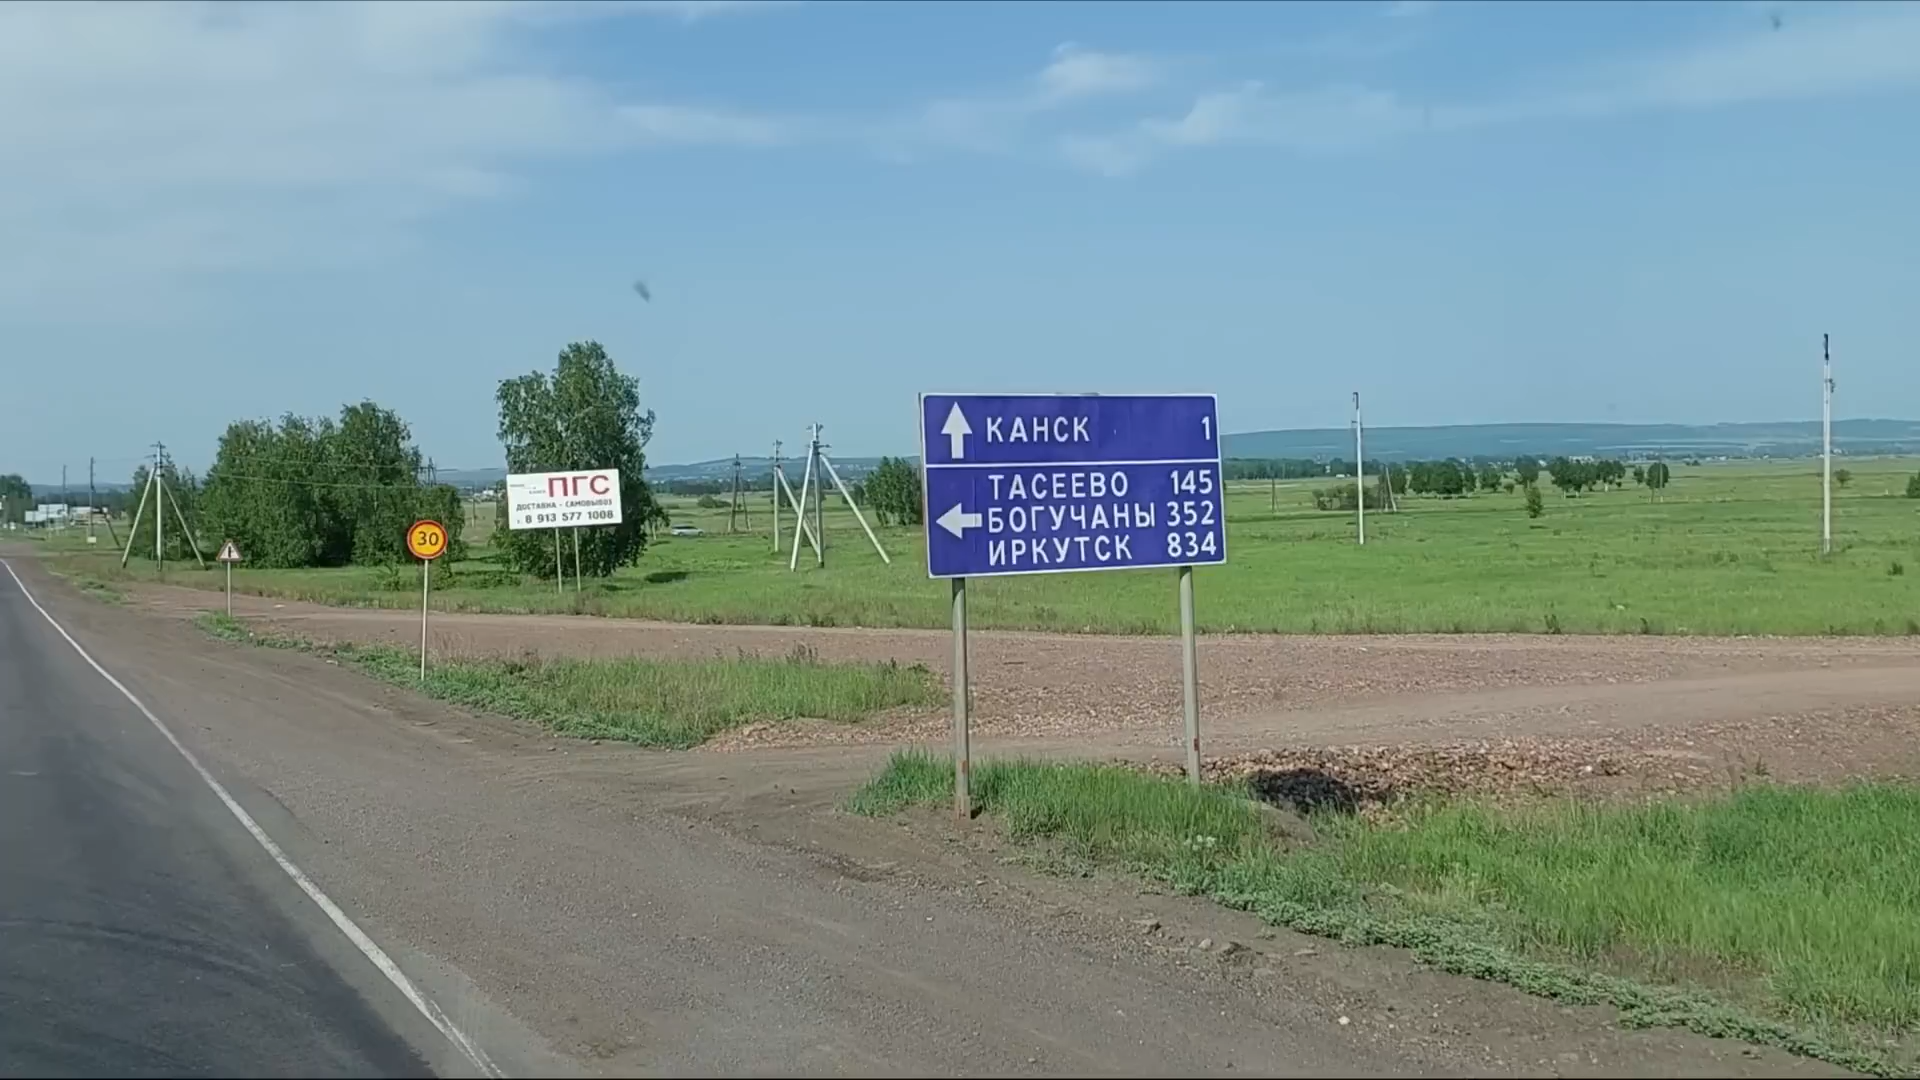 30
ПГС
ДОСТАВКА - САМОВЫВОЗ
т. 8 913 577 1008
КАНСК 1
ТАСЕЕВО 145
БОГУЧАНЫ 352
ИРКУТСК 834